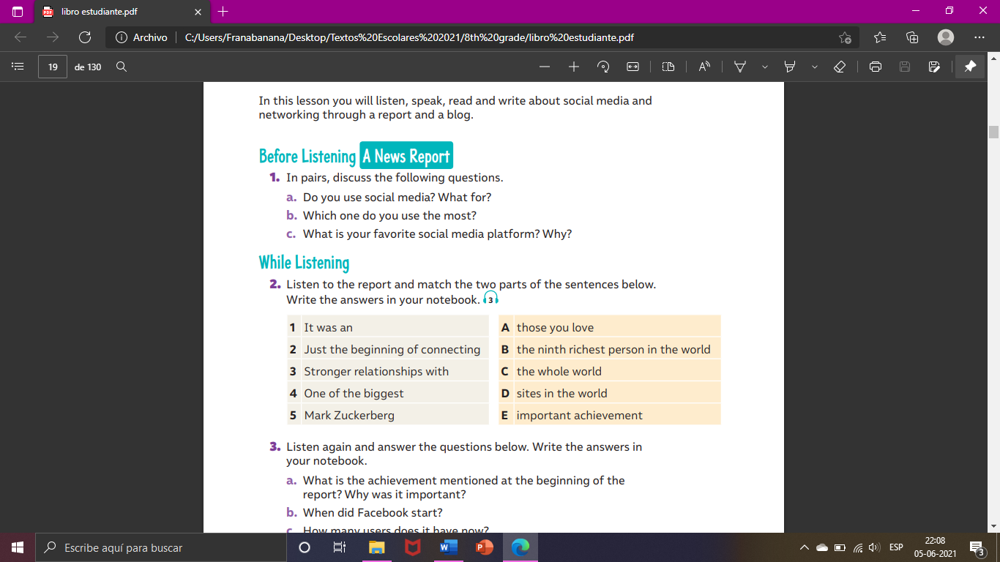 libro estudiante.pdf
Archivo C:/Users/Franabanana/Desktop/Textos%20Escolares%202021/8th%20grade/libro%20estudiante.pdf
19 de 130
In this lesson you will listen, speak, read and write about social media and
networking through a report and a blog.
Before Listening A News Report
1. In pairs, discuss the following questions.
a. Do you use social media? What for?
b. Which one do you use the most?
c. What is your favorite social media platform? Why?
While Listening
2. Listen to the report and match the two parts of the sentences below.
Write the answers in your notebook. 3
1 It was an A those you love
2 Just the beginning of connecting B the ninth richest person in the world
3 Stronger relationships with C the whole world
4 One of the biggest D sites in the world
5 Mark Zuckerberg E important achievement
3. Listen again and answer the questions below. Write the answers in
your notebook.
a. What is the achievement mentioned at the beginning of the
report? Why was it important?
b. When did Facebook start?
c. How many users does it have now?
Escribe aquí para buscar
ESP
22:08
05-06-2021
3